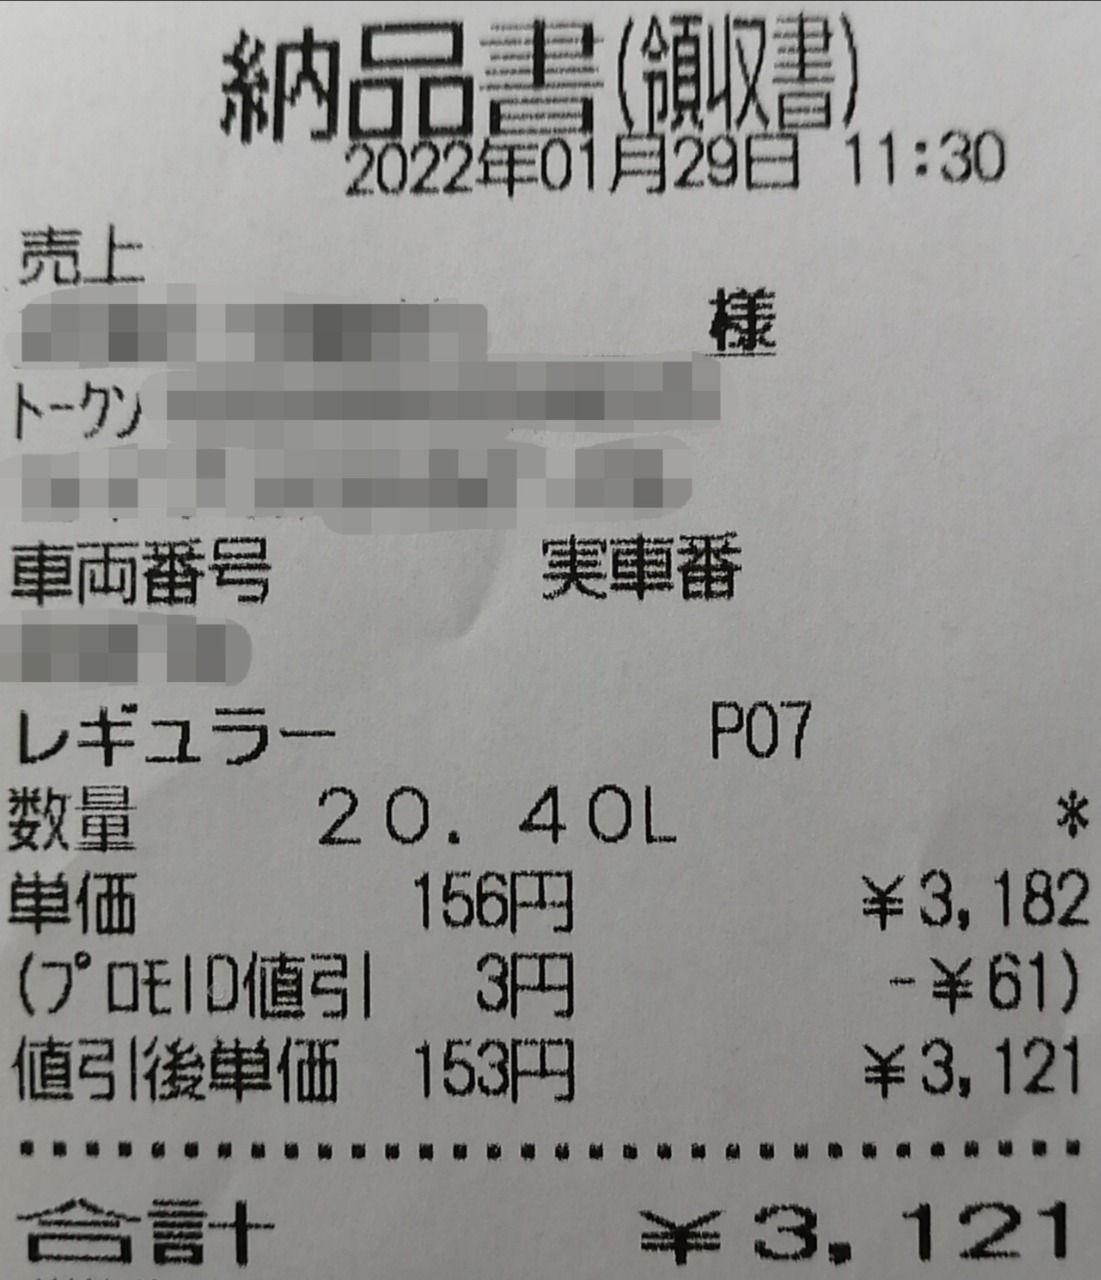 納品書(領収書)
2022年01月29日 11:30
売上
様
トークン
車両番号 実車番
レギュラー P07
数量 20.40L *
単価 156円 ¥3,182
(プロモID値引 3円 -¥61)
値引後単価 153円 ¥3,121
合計 ¥3,121